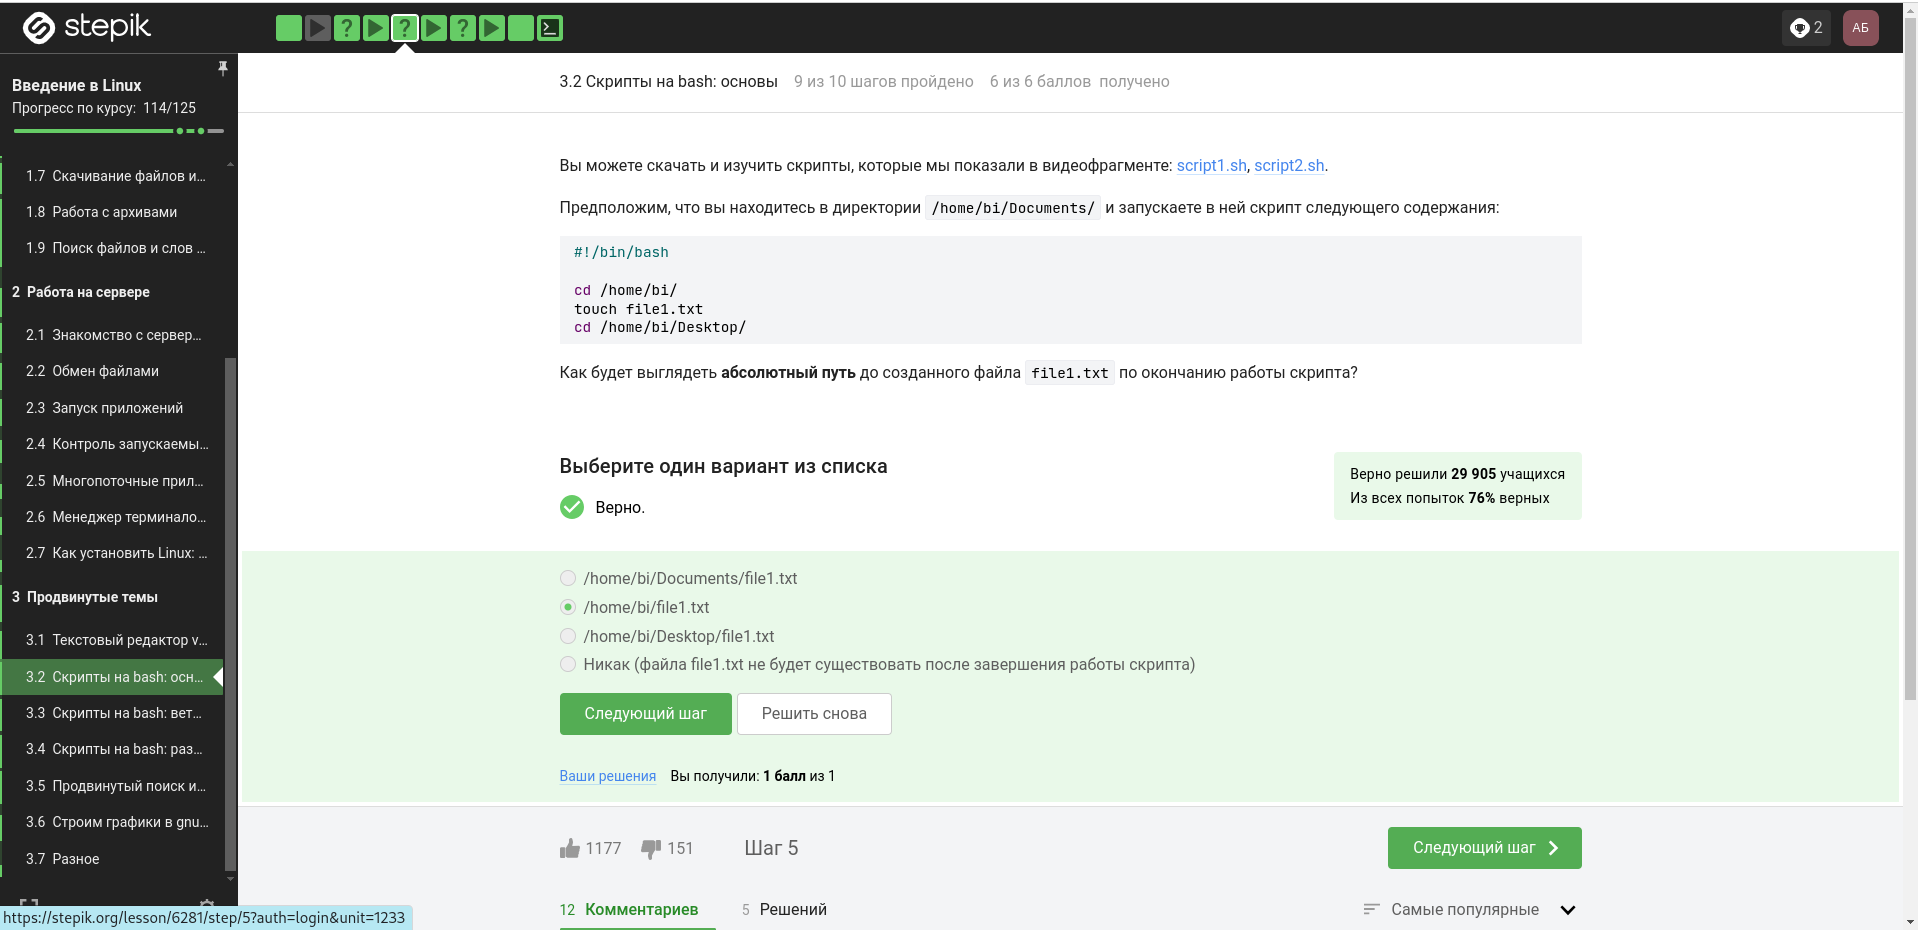 stepik
? ? ?
2
АБ
Введение в Linux
Прогресс по курсу: 114/125
1.7 Скачивание файлов и...
1.8 Работа с архивами
1.9 Поиск файлов и слов ...
2 Работа на сервере
2.1 Знакомство с сервер...
2.2 Обмен файлами
2.3 Запуск приложений
2.4 Контроль запускаемы...
2.5 Многопоточные прил...
2.6 Менеджер терминало...
2.7 Как установить Linux: ...
3 Продвинутые темы
3.1 Текстовый редактор v...
3.2 Скрипты на bash: осн...
3.3 Скрипты на bash: вет...
3.4 Скрипты на bash: раз...
3.5 Продвинутый поиск и...
3.6 Строим графики в gnu...
3.7 Разное
https://stepik.org/lesson/6281/step/5?auth=login&unit=1233
3.2 Скрипты на bash: основы 9 из 10 шагов пройдено 6 из 6 баллов получено
Вы можете скачать и изучить скрипты, которые мы показали в видеофрагменте: script1.sh, script2.sh.
Предположим, что вы находитесь в директории /home/bi/Documents/ и запускаете в ней скрипт следующего содержания:
#!/bin/bash
cd /home/bi/
touch file1.txt
cd /home/bi/Desktop/
Как будет выглядеть абсолютный путь до созданного файла file1.txt по окончанию работы скрипта?
Выберите один вариант из списка
Верно.
Верно решили 29 905 учащихся
Из всех попыток 76% верных
/home/bi/Documents/file1.txt
/home/bi/file1.txt
/home/bi/Desktop/file1.txt
Никак (файла file1.txt не будет существовать после завершения работы скрипта)
Следующий шаг Решить снова
Ваши решения Вы получили: 1 балл из 1
1177 151 Шаг 5 Следующий шаг
12 Комментариев 5 Решений Самые популярные